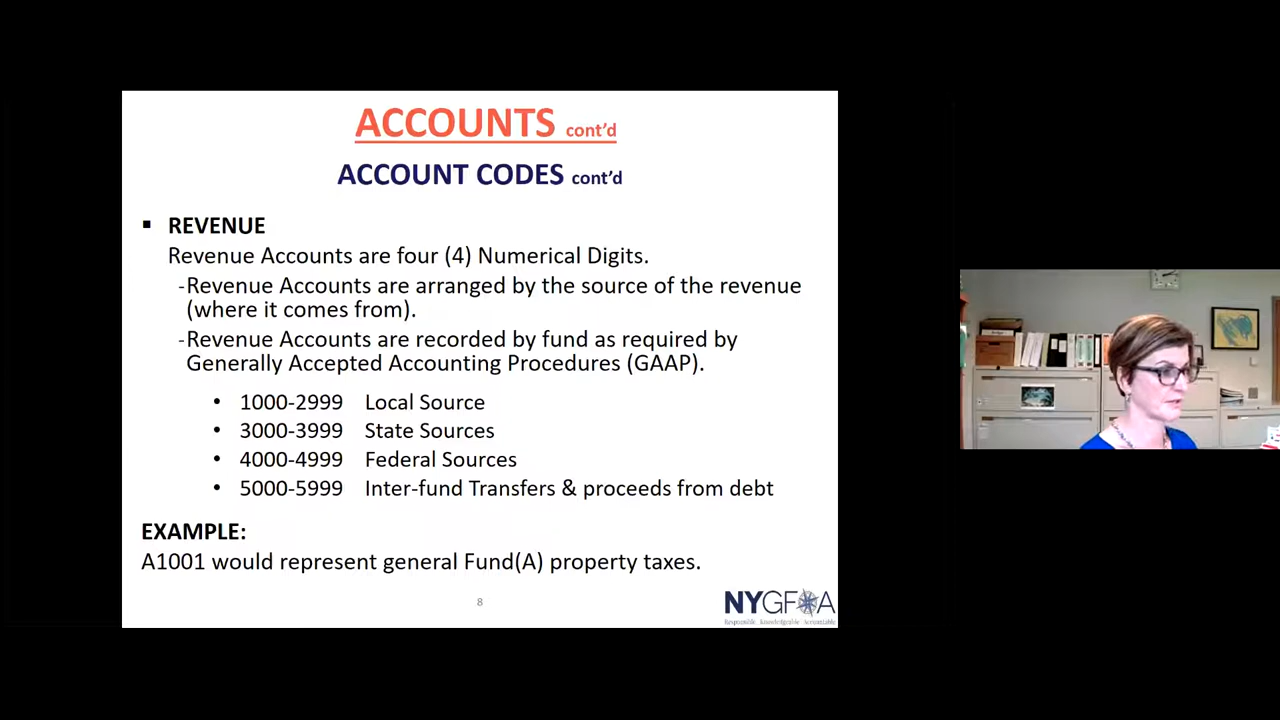 ACCOUNTS cont’d
ACCOUNT CODES cont’d
▪ REVENUE
Revenue Accounts are four (4) Numerical Digits.
-Revenue Accounts are arranged by the source of the revenue
(where it comes from).
-Revenue Accounts are recorded by fund as required by
Generally Accepted Accounting Procedures (GAAP).
• 1000-2999 Local Source
• 3000-3999 State Sources
• 4000-4999 Federal Sources
• 5000-5999 Inter-fund Transfers & proceeds from debt
EXAMPLE:
A1001 would represent general Fund(A) property taxes.
8
NYGFOA
Responsible Knowledgeable Accountable